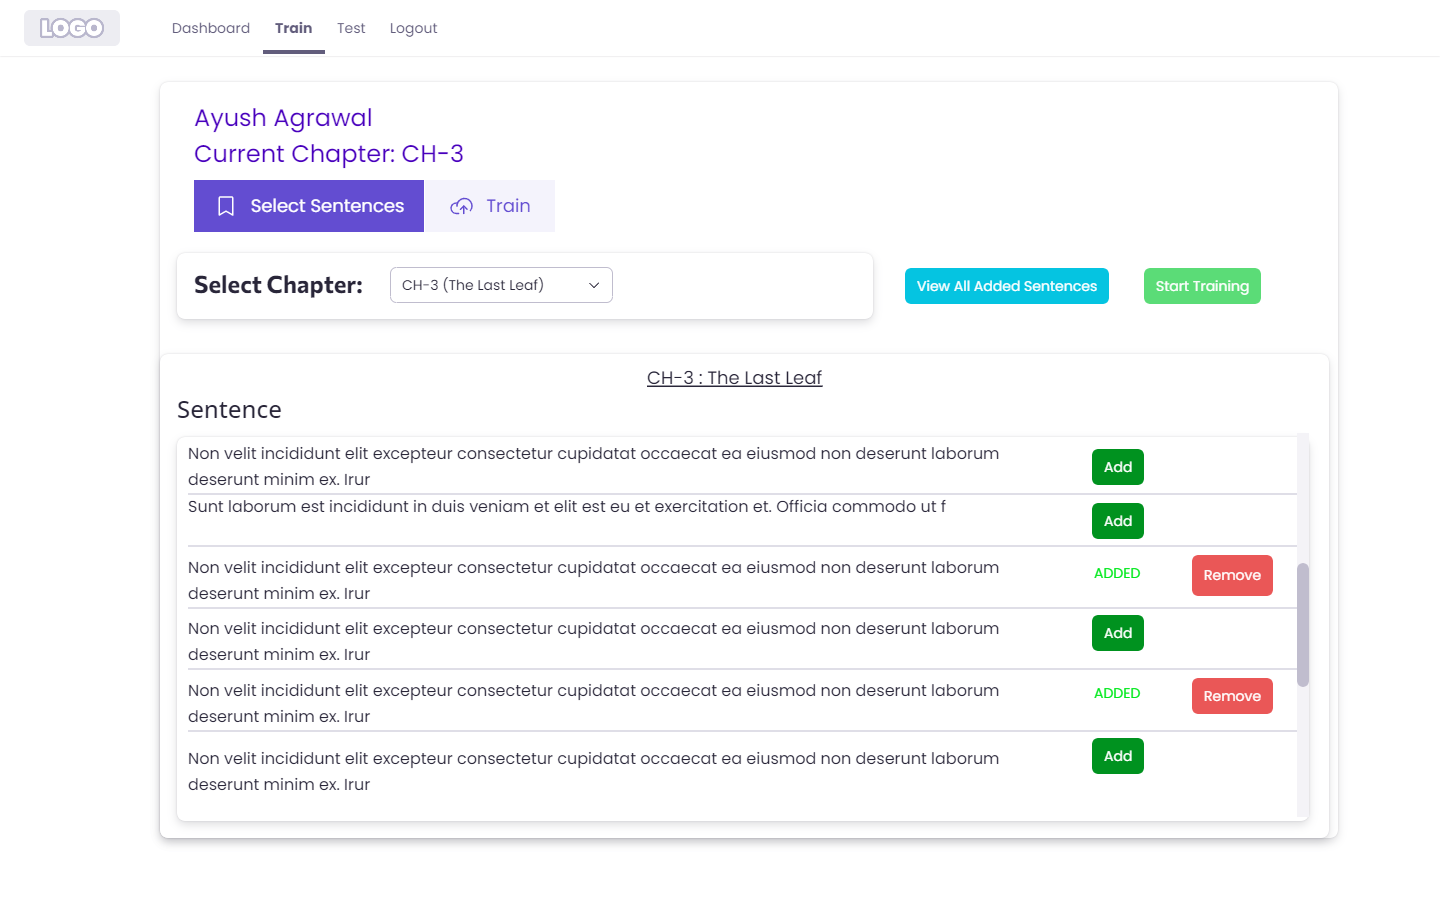 LOGO
Dashboard Train Test Logout
Ayush Agrawal
Current Chapter: CH-3
Select Sentences Train
Select Chapter: CH-3 (The Last Leaf) View All Added Sentences Start Training
CH-3 : The Last Leaf
Sentence
Non velit incididunt elit excepteur consectetur cupidatat occaecat ea eiusmod non deserunt laborum
deserunt minim ex. Irur
Add
Sunt laborum est incididunt in duis veniam et elit est eu et exercitation et. Officia commodo ut f
Add
Non velit incididunt elit excepteur consectetur cupidatat occaecat ea eiusmod non deserunt laborum
deserunt minim ex. Irur
ADDED Remove
Non velit incididunt elit excepteur consectetur cupidatat occaecat ea eiusmod non deserunt laborum
deserunt minim ex. Irur
Add
Non velit incididunt elit excepteur consectetur cupidatat occaecat ea eiusmod non deserunt laborum
deserunt minim ex. Irur
ADDED Remove
Non velit incididunt elit excepteur consectetur cupidatat occaecat ea eiusmod non deserunt laborum
deserunt minim ex. Irur
Add